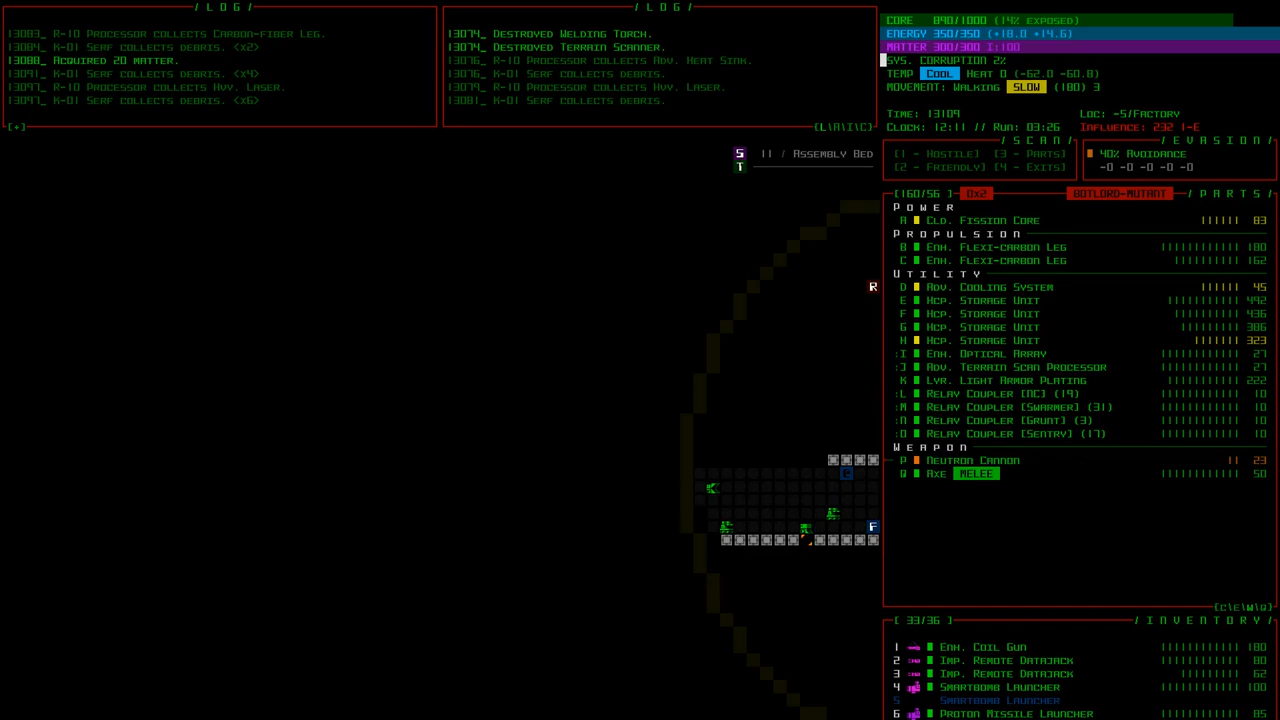 / L O G /
13083_ R-10 Processor collects Carbon-fiber Leg.
13084_ K-01 Serf collects debris. <x2>
13088_ Acquired 20 matter.
13091_ K-01 Serf collects debris. <x4>
13097_ R-10 Processor collects Hvy. Laser.
13097_ K-01 Serf collects debris. <x6>
[+]
/ L O G /
13074_ Destroyed Welding Torch.
13074_ Destroyed Terrain Scanner.
13076_ R-10 Processor collects Adv. Heat Sink.
13076_ K-01 Serf collects debris.
13079_ R-10 Processor collects Hvy. Laser.
13081_ K-01 Serf collects debris.
[L\A\I\C]
CORE 890/1000 (14% exposed)
ENERGY 350/350 (+18.0 +14.6)
MATTER 300/300 I:100
SYS. CORRUPTION 2%
TEMP Cool HEAT 0 (-62.0 -60.8)
MOVEMENT: Walking SLOW (180) 3
Time: 13109 Loc: -5/Factory
Clock: 12:11 // Run: 03:26 Influence: 232 1-E
/ S C A N /
[1 - Hostile] [3 - Parts]
[2 - Friendly] [4 - Exits]
/ E V A S I O N /
40% Avoidance
-0 -0 -0 -0 -0
S
T
11 / Assembly Bed
R
F
[160/56 ] 0x2 BOTLORD-MUTANT / P A R T S /
P O W E R
A Cld. Fission Core 83
P R O P U L S I O N
B Enh. Flexi-carbon Leg 180
C Enh. Flexi-carbon Leg 162
U T I L I T Y
D Adv. Cooling System 45
E Hcp. Storage Unit 492
F Hcp. Storage Unit 436
G Hcp. Storage Unit 386
H Hcp. Storage Unit 323
:I Enh. Optical Array 27
:J Adv. Terrain Scan Processor 27
K Lyr. Light Armor Plating 222
:L Relay Coupler [NC] (19) 10
:M Relay Coupler [Swarmer] (31) 10
:N Relay Coupler [Grunt] (3) 10
:O Relay Coupler [Sentry] (17) 10
W E A P O N
P Neutron Cannon 23
Q Axe MELEE 50
[C\E\W\Q]
[ 33/36 ] / I N V E N T O R Y /
1 Enh. Coil Gun 180
2 Imp. Remote Datajack 80
3 Imp. Remote Datajack 62
4 Smartbomb Launcher 100
5 Smartbomb Launcher
6 Proton Missile Launcher 85